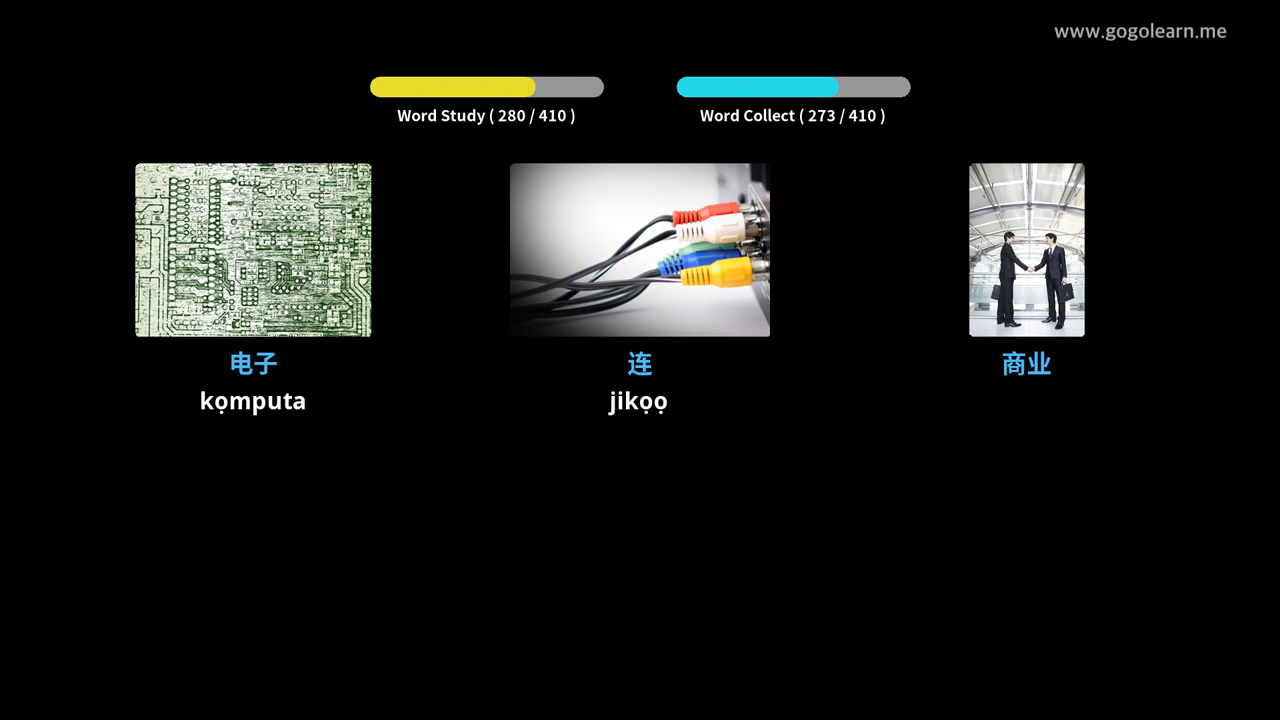 www.gogolearn.me
Word Study ( 280 / 410 )
Word Collect ( 273 / 410 )
电子
连
商业
kọmputa
jikọọ